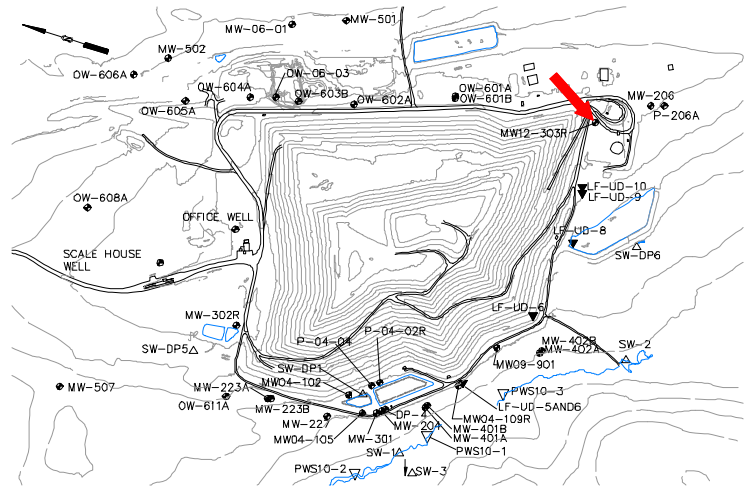 MW-06-01
MW-501
MW-502
OW-606A
OW-604A
OW-06-03
OW-603B
OW-605A
OW-602A
OW-601A
OW-601B
MW-206
P-206A
MW12-303R
LF-UD-10
LF-UD-9
OW-608A
OFFICE WELL
LF-UD-8
SW-DP6
SCALE HOUSE
WELL
LF-UD-6
MW-302R
P-04-04
P-04-02R
SW-DP5
MW-402B
MW-402A
SW-2
SW-DP1
MW09-901
MW-507
MW-223A
MW04-102
PWS10-3
OW-611A
MW-223B
LF-UD-5AND6
MW-227
DP-4
MW04-109R
MW-204
MW-401B
MW04-105
MW-301
MW-401A
SW-1
PWS10-1
PWS10-2
SW-3